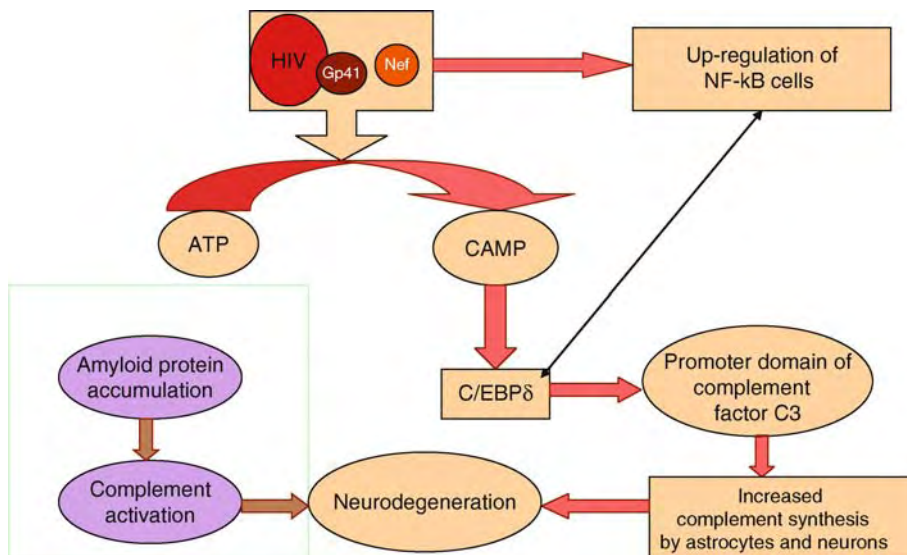 HIV
Gp41
Nef
Up-regulation of
NF-kB cells
ATP
CAMP
Amyloid protein
accumulation
C/EBPδ
Promoter domain of
complement
factor C3
Complement
activation
Neurodegeneration
Increased
complement synthesis
by astrocytes and neurons